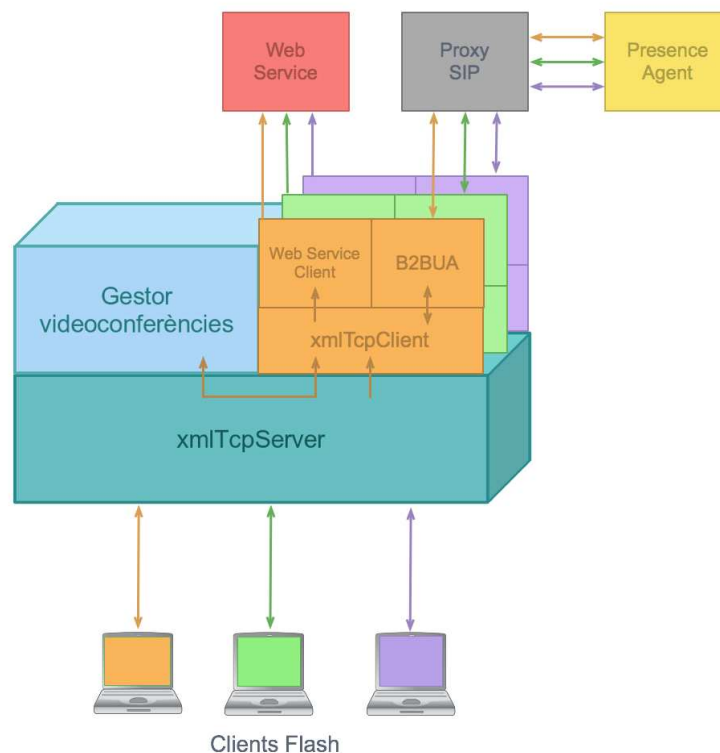 Web
Service
Proxy
SIP
Presence
Agent
Web Service
Client
B2BUA
Gestor
videoconferències
xmlTcpClient
xmlTcpServer
Clients Flash